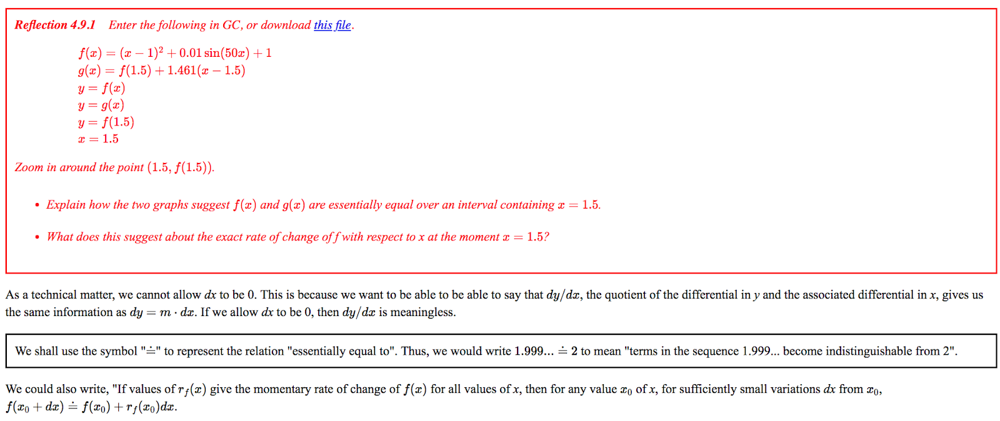 Reflection 4.9.1 Enter the following in GC, or download this file.
f(x) = (x − 1)² + 0.01 sin(50x) + 1
g(x) = f(1.5) + 1.461(x − 1.5)
y = f(x)
y = g(x)
y = f(1.5)
x = 1.5
Zoom in around the point (1.5, f(1.5)).
• Explain how the two graphs suggest f(x) and g(x) are essentially equal over an interval containing x = 1.5.
• What does this suggest about the exact rate of change of f with respect to x at the moment x = 1.5?
As a technical matter, we cannot allow dx to be 0. This is because we want to be able to be able to say that dy/dx, the quotient of the differential in y and the associated differential in x, gives us
the same information as dy = m · dx. If we allow dx to be 0, then dy/dx is meaningless.
We shall use the symbol "≐" to represent the relation "essentially equal to". Thus, we would write 1.999... ≐ 2 to mean "terms in the sequence 1.999... become indistinguishable from 2".
We could also write, "If values of r_f(x) give the momentary rate of change of f(x) for all values of x, then for any value x₀ of x, for sufficiently small variations dx from x₀,
f(x₀ + dx) ≐ f(x₀) + r_f(x₀)dx.